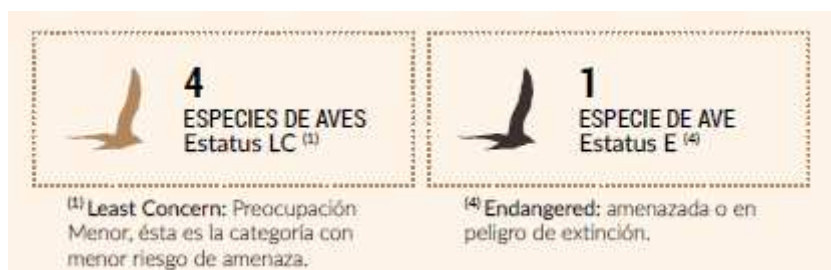 4
ESPECIES DE AVES
Estatus LC (1)
(1) Least Concern: Preocupación
Menor, ésta es la categoría con
menor riesgo de amenaza.
1
ESPECIE DE AVE
Estatus E (4)
(4) Endangered: amenazada o en
peligro de extinción.